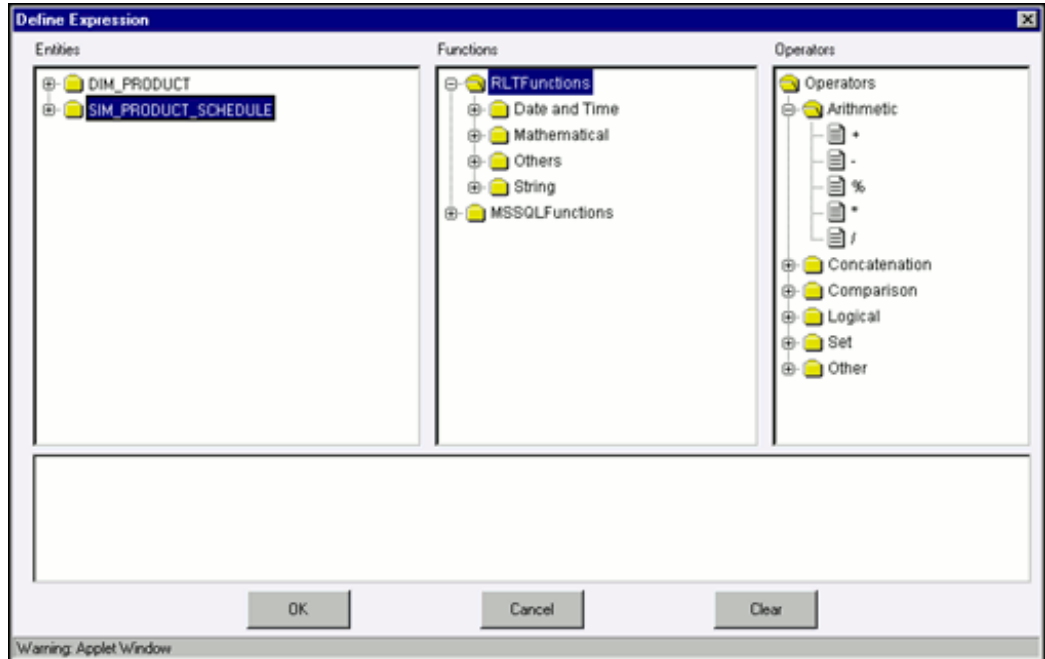 Define Expression
Entities
Functions
Operators
DIM_PRODUCT
SIM_PRODUCT_SCHEDULE
RLTFunctions
Date and Time
Mathematical
Others
String
MSSQLFunctions
Operators
Arithmetic
+
-
%
*
/
Concatenation
Comparison
Logical
Set
Other
OK
Cancel
Clear
Warning: Applet Window